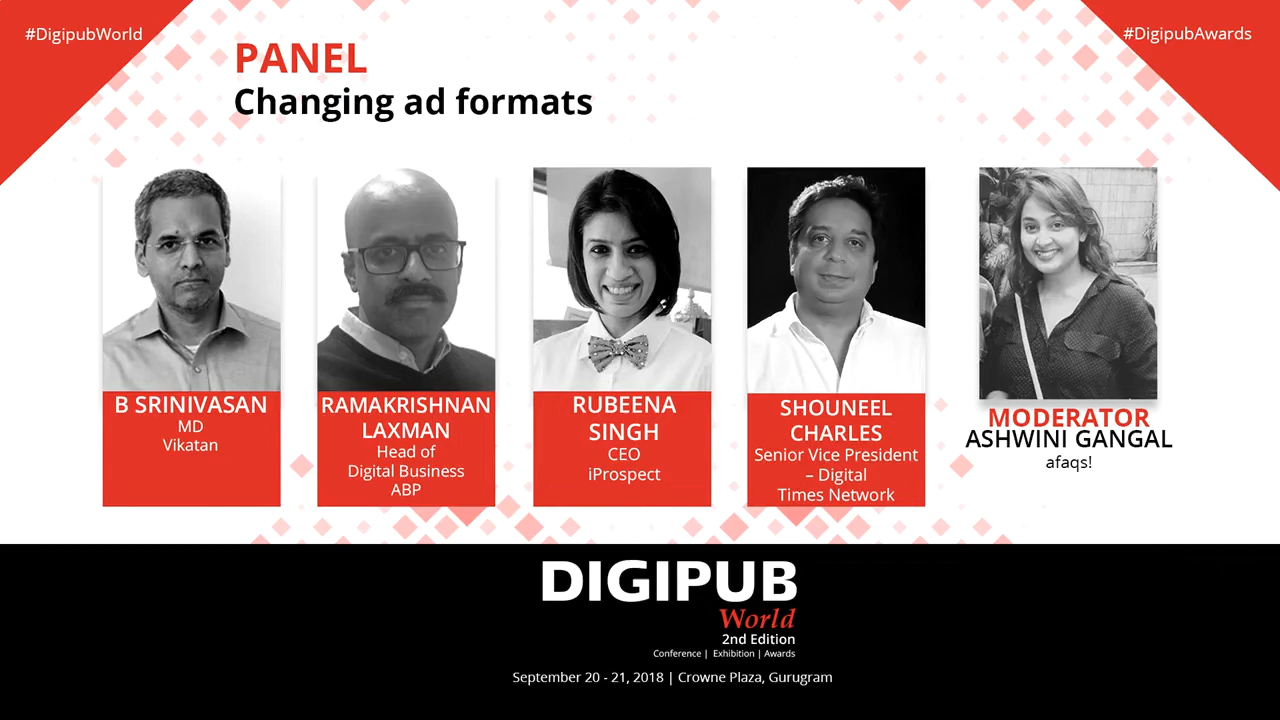 #DigipubWorld
#DigipubAwards
PANEL
Changing ad formats
B SRINIVASAN
MD
Vikatan
RAMAKRISHNAN
LAXMAN
Head of
Digital Business
ABP
RUBEENA
SINGH
CEO
iProspect
SHOUNEEL
CHARLES
Senior Vice President
– Digital
Times Network
MODERATOR
ASHWINI GANGAL
afaqs!
DIGIPUB
World
2nd Edition
Conference | Exhibition | Awards
September 20 - 21, 2018 | Crowne Plaza, Gurugram